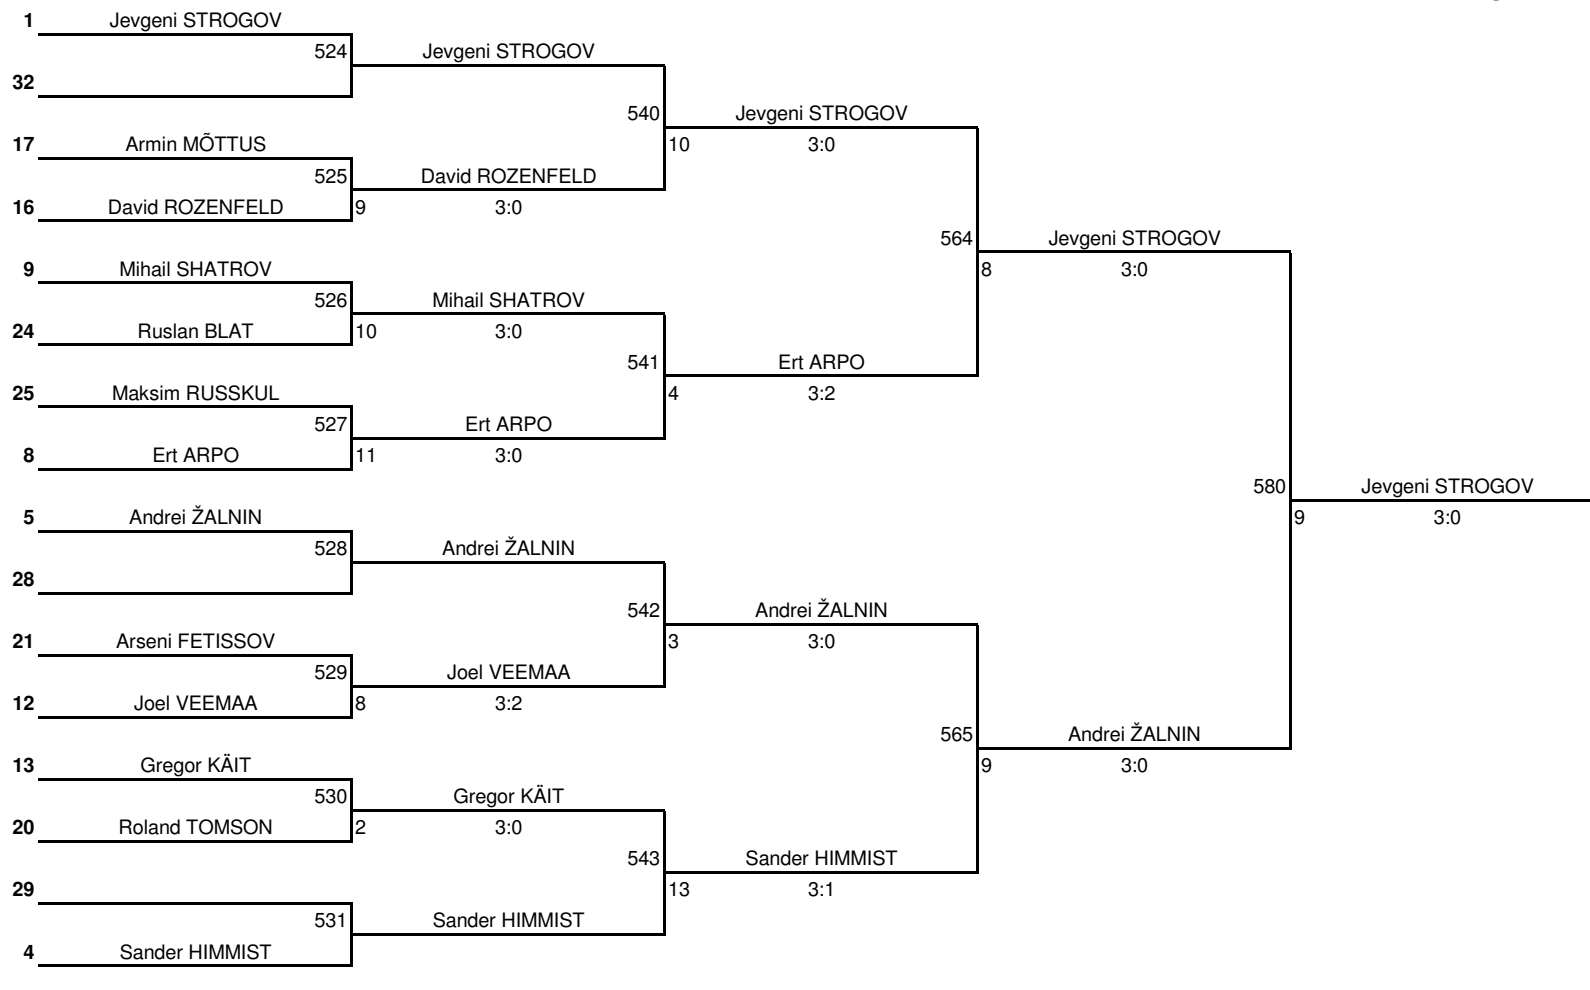 1 Jevgeni STROGOV
524 Jevgeni STROGOV
32
540 Jevgeni STROGOV
17 Armin MÕTTUS
10 3:0
525 David ROZENFELD
16 David ROZENFELD
9 3:0
564 Jevgeni STROGOV
9 Mihail SHATROV
8 3:0
526 Mihail SHATROV
24 Ruslan BLAT
10 3:0
541 Ert ARPO
25 Maksim RUSSKUL
4 3:2
527 Ert ARPO
8 Ert ARPO
11 3:0
580 Jevgeni STROGOV
5 Andrei ŽALNIN
9 3:0
528 Andrei ŽALNIN
28
542 Andrei ŽALNIN
21 Arseni FETISSOV
3 3:0
529 Joel VEEMAA
12 Joel VEEMAA
8 3:2
565 Andrei ŽALNIN
13 Gregor KÄIT
9 3:0
530 Gregor KÄIT
20 Roland TOMSON
2 3:0
543 Sander HIMMIST
29
13 3:1
531 Sander HIMMIST
4 Sander HIMMIST